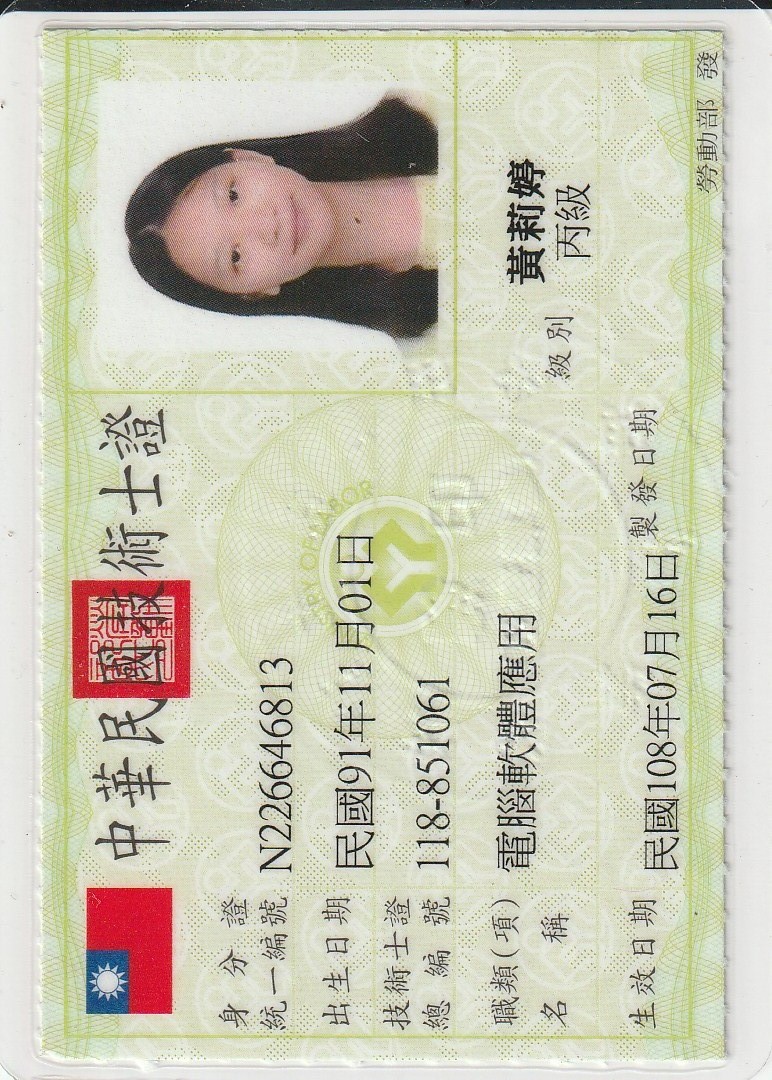 中華民國技術士證
身分證
統一編號 N226646813
出生日期 民國91年11月01日
技術士證
總編號 118-851061
黃莉婷
職類(項)
名稱 電腦軟體應用 級別 丙級
生效日期 民國108年07月16日 製發日期
勞動部 發